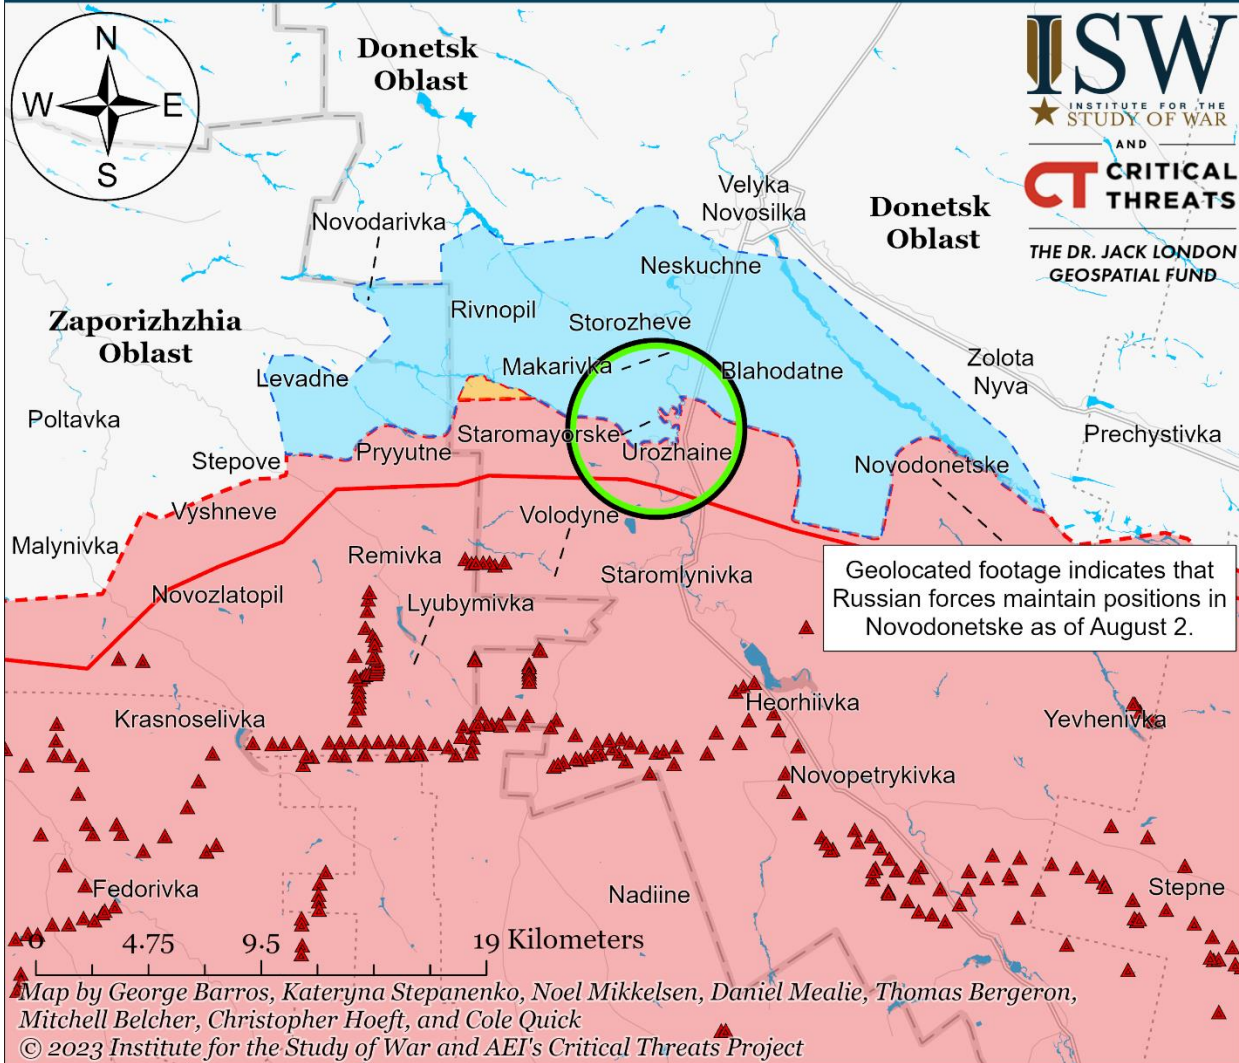 N
W
E
S
Donetsk
Oblast
ISW
INSTITUTE FOR THE
STUDY OF WAR
AND
CT CRITICAL
THREATS
THE DR. JACK LONDON
GEOSPATIAL FUND
Velyka
Novosilka
Donetsk
Oblast
Novodarivka
Neskuchne
Rivnopil
Storozheve
Zaporizhzhia
Oblast
Makarivka
Blahodatne
Levadne
Zolota
Nyva
Poltavka
Staromayorske
Prechystivka
Pryyutne
Urozhaine
Stepove
Novodonetske
Vyshneve
Volodyne
Malynivka
Remivka
Staromlynivka
Geolocated footage indicates that
Russian forces maintain positions in
Novodonetske as of August 2.
Novozlatopil
Lyubymivka
Krasnoselivka
Heorhiivka
Yevhenivka
Novopetrykivka
Fedorivka
Nadiine
Stepne
0 4.75 9.5 19 Kilometers
Map by George Barros, Kateryna Stepanenko, Noel Mikkelsen, Daniel Mealie, Thomas Bergeron,
Mitchell Belcher, Christopher Hoeft, and Cole Quick
© 2023 Institute for the Study of War and AEI's Critical Threats Project